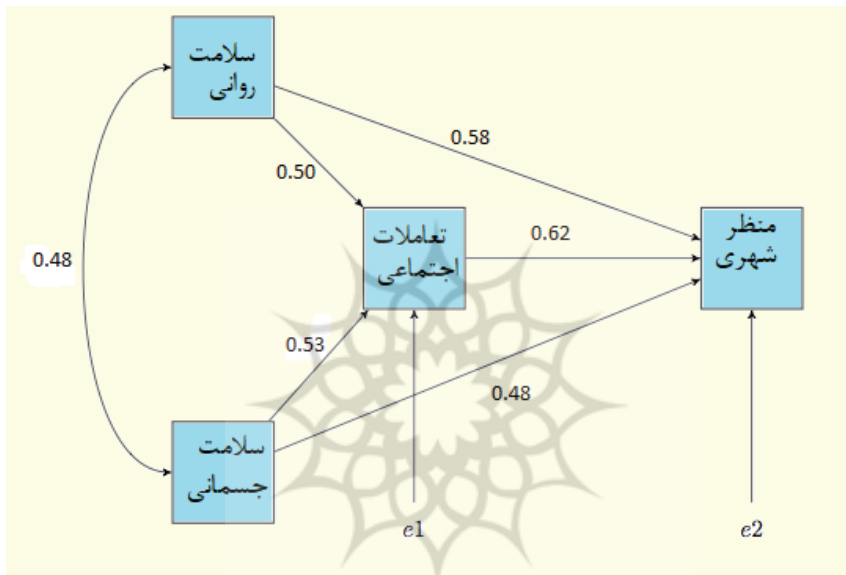 سلامت
روانی
0.58
0.50
تعاملات
اجتماعی
0.62
منظر
شهری
0.48
0.53
0.48
سلامت
جسمانی
e1
e2